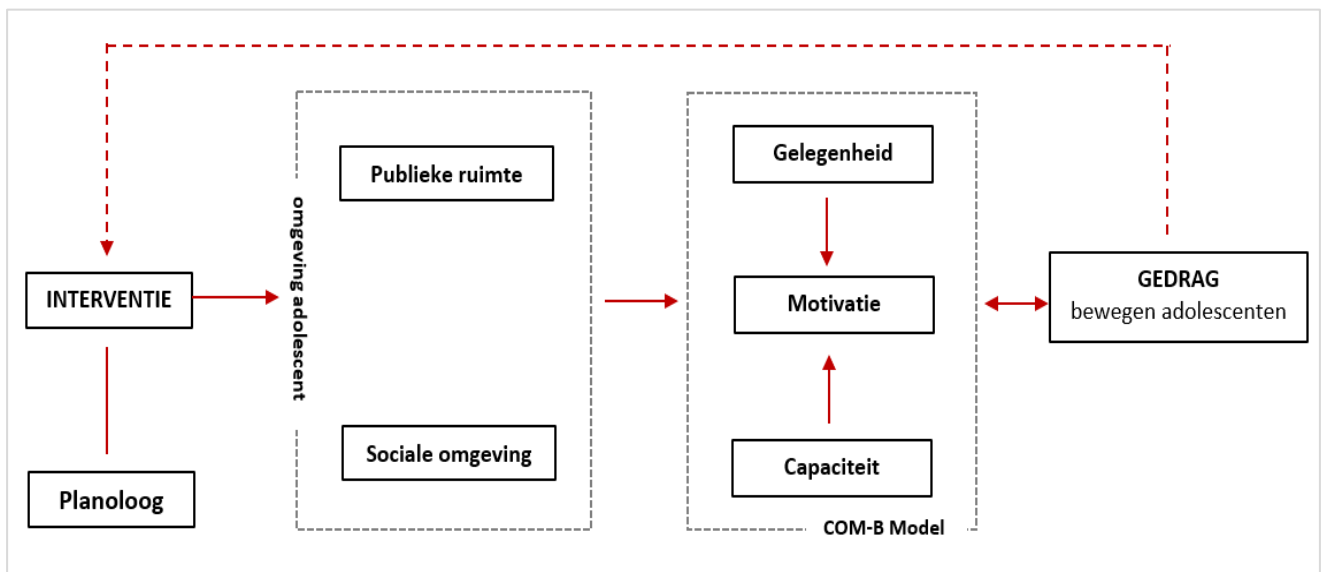 Publieke ruimte
Gelegenheid
omgeving adolescent
INTERVENTIE
Motivatie
GEDRAG
bewegen adolescenten
Sociale omgeving
Capaciteit
Planoloog
COM-B Model